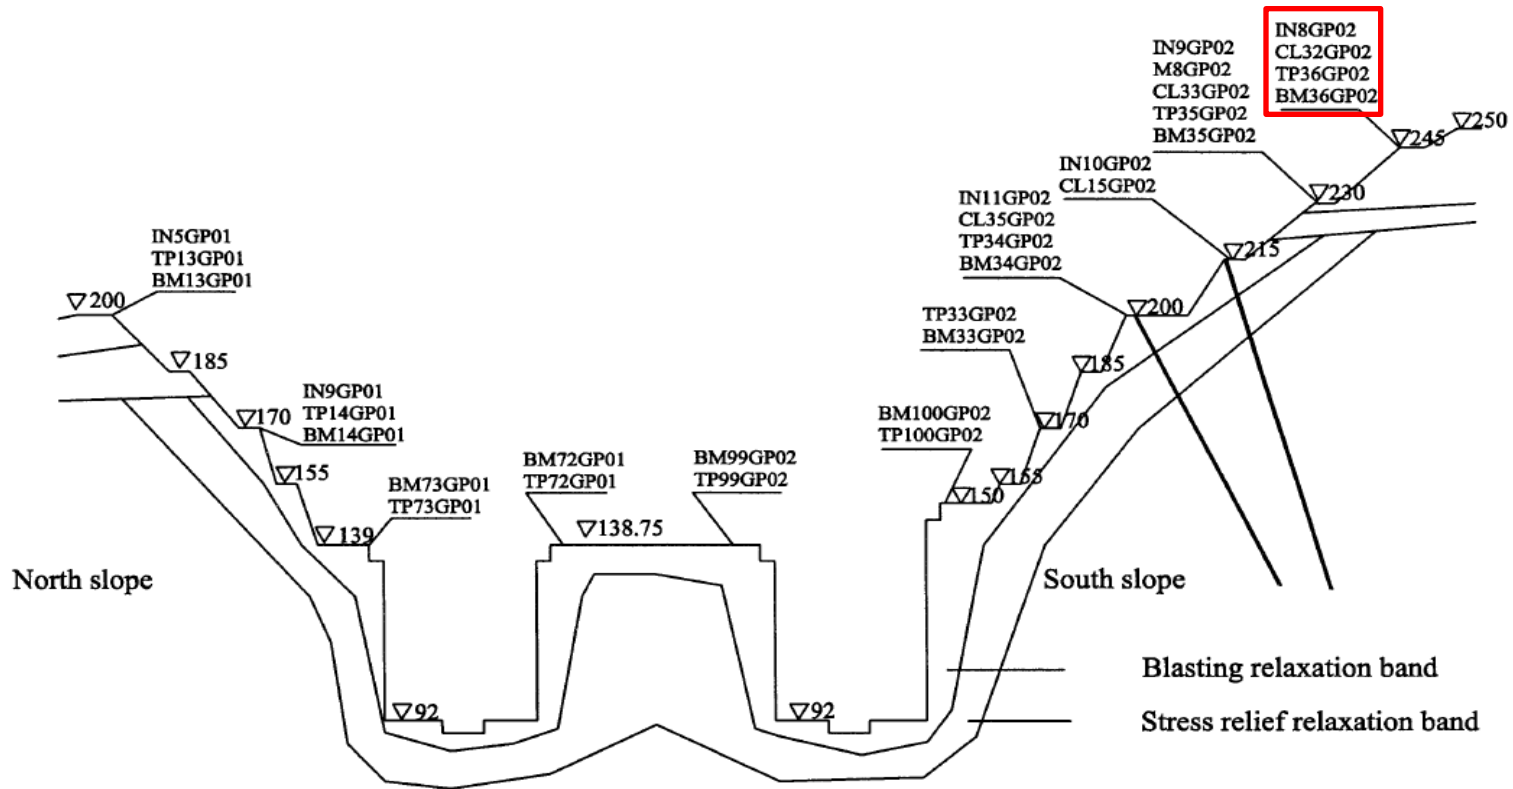 IN8GP02
CL32GP02
TP36GP02
BM36GP02
IN9GP02
M8GP02
CL33GP02
TP35GP02
BM35GP02
250
245
IN10GP02
CL15GP02
230
IN11GP02
CL35GP02
TP34GP02
BM34GP02
215
IN5GP01
TP13GP01
BM13GP01
200
200
TP33GP02
BM33GP02
185
185
IN9GP01
TP14GP01
BM14GP01
170
170
BM100GP02
TP100GP02
155
155
150
BM73GP01
TP73GP01
BM72GP01
TP72GP01
BM99GP02
TP99GP02
139
138.75
North slope
South slope
Blasting relaxation band
92
92
Stress relief relaxation band